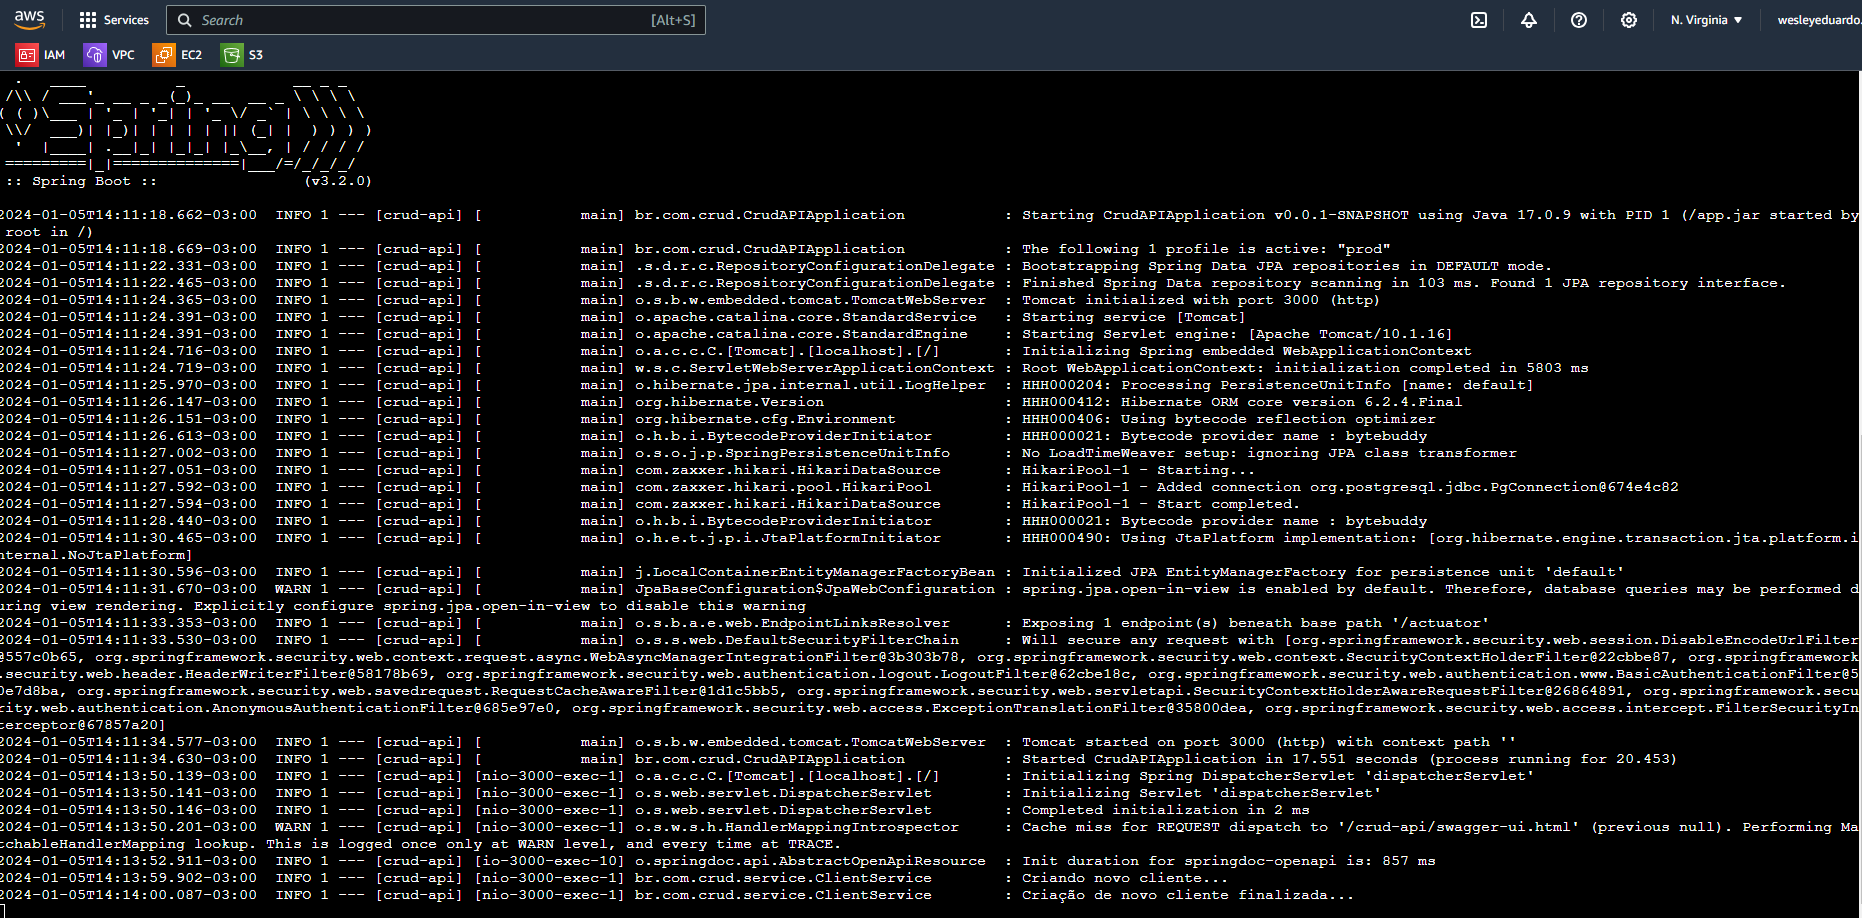 aws
Services
Search
[Alt+S]
N. Virginia
wesleyeduardo.
IAM
VPC
EC2
S3
  .   ____          _            __ _ _
 /\\ / ___'_ __ _ _(_)_ __  __ _ \ \ \ \
( ( )\___ | '_ | '_| | '_ \/ _` | \ \ \ \
 \\/  ___)| |_)| | | | | || (_| |  ) ) ) )
  '  |____| .__|_| |_|_| |_\__, | / / / /
 =========|_|==============|___/=/_/_/_/
 :: Spring Boot ::                (v3.2.0)
2024-01-05T14:11:18.662-03:00  INFO 1 --- [crud-api] [           main] br.com.crud.CrudAPIApplication           : Starting CrudAPIApplication v0.0.1-SNAPSHOT using Java 17.0.9 with PID 1 (/app.jar started by
 root in /)
2024-01-05T14:11:18.669-03:00  INFO 1 --- [crud-api] [           main] br.com.crud.CrudAPIApplication           : The following 1 profile is active: "prod"
2024-01-05T14:11:22.331-03:00  INFO 1 --- [crud-api] [           main] .s.d.r.c.RepositoryConfigurationDelegate : Bootstrapping Spring Data JPA repositories in DEFAULT mode.
2024-01-05T14:11:22.465-03:00  INFO 1 --- [crud-api] [           main] .s.d.r.c.RepositoryConfigurationDelegate : Finished Spring Data repository scanning in 103 ms. Found 1 JPA repository interface.
2024-01-05T14:11:24.365-03:00  INFO 1 --- [crud-api] [           main] o.s.b.w.embedded.tomcat.TomcatWebServer  : Tomcat initialized with port 3000 (http)
2024-01-05T14:11:24.391-03:00  INFO 1 --- [crud-api] [           main] o.apache.catalina.core.StandardService   : Starting service [Tomcat]
2024-01-05T14:11:24.391-03:00  INFO 1 --- [crud-api] [           main] o.apache.catalina.core.StandardEngine    : Starting Servlet engine: [Apache Tomcat/10.1.16]
2024-01-05T14:11:24.716-03:00  INFO 1 --- [crud-api] [           main] o.a.c.c.C.[Tomcat].[localhost].[/]       : Initializing Spring embedded WebApplicationContext
2024-01-05T14:11:24.719-03:00  INFO 1 --- [crud-api] [           main] w.s.c.ServletWebServerApplicationContext : Root WebApplicationContext: initialization completed in 5803 ms
2024-01-05T14:11:25.970-03:00  INFO 1 --- [crud-api] [           main] o.hibernate.jpa.internal.util.LogHelper  : HHH000204: Processing PersistenceUnitInfo [name: default]
2024-01-05T14:11:26.147-03:00  INFO 1 --- [crud-api] [           main] org.hibernate.Version                    : HHH000412: Hibernate ORM core version 6.2.4.Final
2024-01-05T14:11:26.151-03:00  INFO 1 --- [crud-api] [           main] org.hibernate.cfg.Environment            : HHH000406: Using bytecode reflection optimizer
2024-01-05T14:11:26.613-03:00  INFO 1 --- [crud-api] [           main] o.h.b.i.BytecodeProviderInitiator        : HHH000021: Bytecode provider name : bytebuddy
2024-01-05T14:11:27.002-03:00  INFO 1 --- [crud-api] [           main] o.s.o.j.p.SpringPersistenceUnitInfo      : No LoadTimeWeaver setup: ignoring JPA class transformer
2024-01-05T14:11:27.051-03:00  INFO 1 --- [crud-api] [           main] com.zaxxer.hikari.HikariDataSource       : HikariPool-1 - Starting...
2024-01-05T14:11:27.592-03:00  INFO 1 --- [crud-api] [           main] com.zaxxer.hikari.pool.HikariPool        : HikariPool-1 - Added connection org.postgresql.jdbc.PgConnection@674e4c82
2024-01-05T14:11:27.594-03:00  INFO 1 --- [crud-api] [           main] com.zaxxer.hikari.HikariDataSource       : HikariPool-1 - Start completed.
2024-01-05T14:11:28.440-03:00  INFO 1 --- [crud-api] [           main] o.h.b.i.BytecodeProviderInitiator        : HHH000021: Bytecode provider name : bytebuddy
2024-01-05T14:11:30.465-03:00  INFO 1 --- [crud-api] [           main] o.h.e.t.j.p.i.JtaPlatformInitiator       : HHH000490: Using JtaPlatform implementation: [org.hibernate.engine.transaction.jta.platform.i
nternal.NoJtaPlatform]
2024-01-05T14:11:30.596-03:00  INFO 1 --- [crud-api] [           main] j.LocalContainerEntityManagerFactoryBean : Initialized JPA EntityManagerFactory for persistence unit 'default'
2024-01-05T14:11:31.670-03:00  WARN 1 --- [crud-api] [           main] JpaBaseConfiguration$JpaWebConfiguration : spring.jpa.open-in-view is enabled by default. Therefore, database queries may be performed d
uring view rendering. Explicitly configure spring.jpa.open-in-view to disable this warning
2024-01-05T14:11:33.353-03:00  INFO 1 --- [crud-api] [           main] o.s.b.a.e.web.EndpointLinksResolver      : Exposing 1 endpoint(s) beneath base path '/actuator'
2024-01-05T14:11:33.530-03:00  INFO 1 --- [crud-api] [           main] o.s.s.web.DefaultSecurityFilterChain     : Will secure any request with [org.springframework.security.web.session.DisableEncodeUrlFilter
@557c0b65, org.springframework.security.web.context.request.async.WebAsyncManagerIntegrationFilter@3b303b78, org.springframework.security.web.context.SecurityContextHolderFilter@22cbbe87, org.springframework
.security.web.header.HeaderWriterFilter@58178b69, org.springframework.security.web.authentication.logout.LogoutFilter@62cbe18c, org.springframework.security.web.authentication.www.BasicAuthenticationFilter@5
0e7d8ba, org.springframework.security.web.savedrequest.RequestCacheAwareFilter@1d1c5bb5, org.springframework.security.web.servletapi.SecurityContextHolderAwareRequestFilter@26864891, org.springframework.secu
rity.web.authentication.AnonymousAuthenticationFilter@685e97e0, org.springframework.security.web.access.ExceptionTranslationFilter@35800dea, org.springframework.security.web.access.intercept.FilterSecurityIn
terceptor@67857a20]
2024-01-05T14:11:34.577-03:00  INFO 1 --- [crud-api] [           main] o.s.b.w.embedded.tomcat.TomcatWebServer  : Tomcat started on port 3000 (http) with context path ''
2024-01-05T14:11:34.630-03:00  INFO 1 --- [crud-api] [           main] br.com.crud.CrudAPIApplication           : Started CrudAPIApplication in 17.551 seconds (process running for 20.453)
2024-01-05T14:13:50.139-03:00  INFO 1 --- [crud-api] [nio-3000-exec-1] o.a.c.c.C.[Tomcat].[localhost].[/]       : Initializing Spring DispatcherServlet 'dispatcherServlet'
2024-01-05T14:13:50.141-03:00  INFO 1 --- [crud-api] [nio-3000-exec-1] o.s.web.servlet.DispatcherServlet        : Initializing Servlet 'dispatcherServlet'
2024-01-05T14:13:50.146-03:00  INFO 1 --- [crud-api] [nio-3000-exec-1] o.s.web.servlet.DispatcherServlet        : Completed initialization in 2 ms
2024-01-05T14:13:50.201-03:00  WARN 1 --- [crud-api] [nio-3000-exec-1] o.s.w.s.h.HandlerMappingIntrospector     : Cache miss for REQUEST dispatch to '/crud-api/swagger-ui.html' (previous null). Performing Ma
tchableHandlerMapping lookup. This is logged once only at WARN level, and every time at TRACE.
2024-01-05T14:13:52.911-03:00  INFO 1 --- [crud-api] [io-3000-exec-10] o.springdoc.api.AbstractOpenApiResource  : Init duration for springdoc-openapi is: 857 ms
2024-01-05T14:13:59.902-03:00  INFO 1 --- [crud-api] [nio-3000-exec-1] br.com.crud.service.ClientService        : Criando novo cliente...
2024-01-05T14:14:00.087-03:00  INFO 1 --- [crud-api] [nio-3000-exec-1] br.com.crud.service.ClientService        : Criação de novo cliente finalizada...